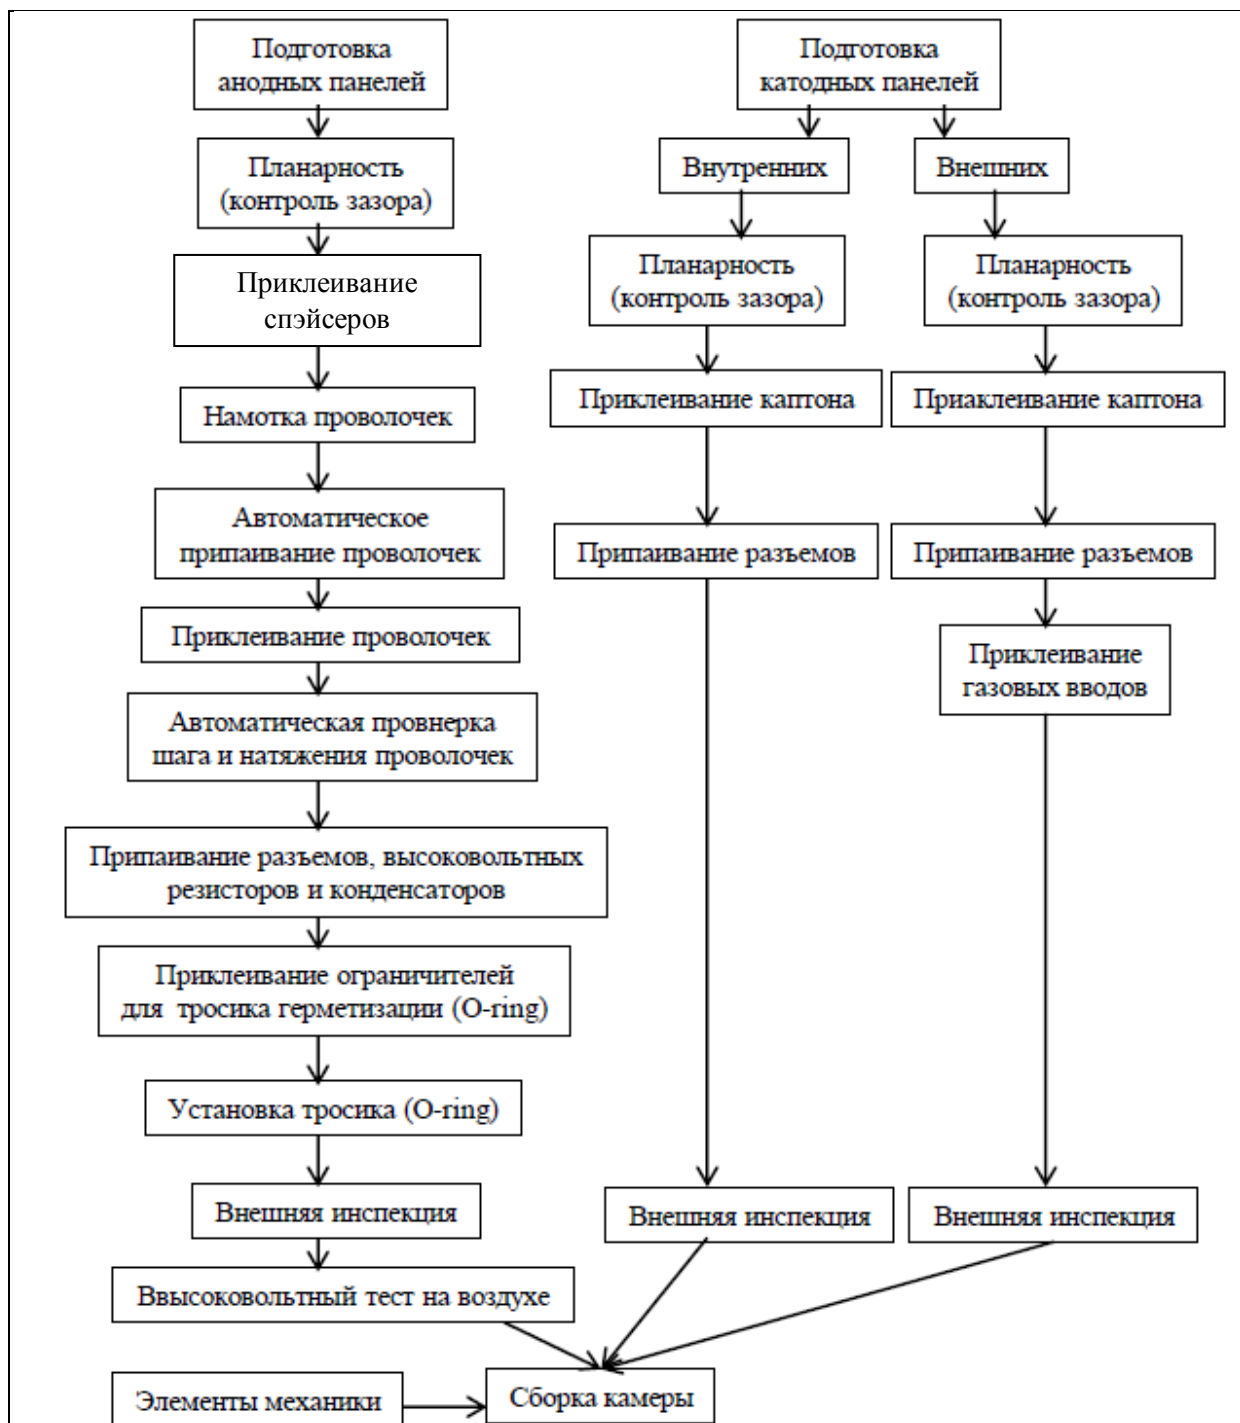 Подготовка
анодных панелей
Планарность
(контроль зазора)
Приклеивание
спэйсеров
Намотка проволочек
Автоматическое
припаивание проволочек
Приклеивание проволочек
Автоматическая провнерка
шага и натяжения проволочек
Припаивание разъемов, высоковольтных
резисторов и конденсаторов
Приклеивание ограничителей
для тросика герметизации (O-ring)
Установка тросика (O-ring)
Внешняя инспекция
Ввысоковольтный тест на воздухе
Подготовка
катодных панелей
Внутренних
Планарность
(контроль зазора)
Приклеивание каптона
Припаивание разъемов
Внешняя инспекция
Внешних
Планарность
(контроль зазора)
Приаклеивание каптона
Припаивание разъемов
Приклеивание
газовых вводов
Внешняя инспекция
Элементы механики
Сборка камеры